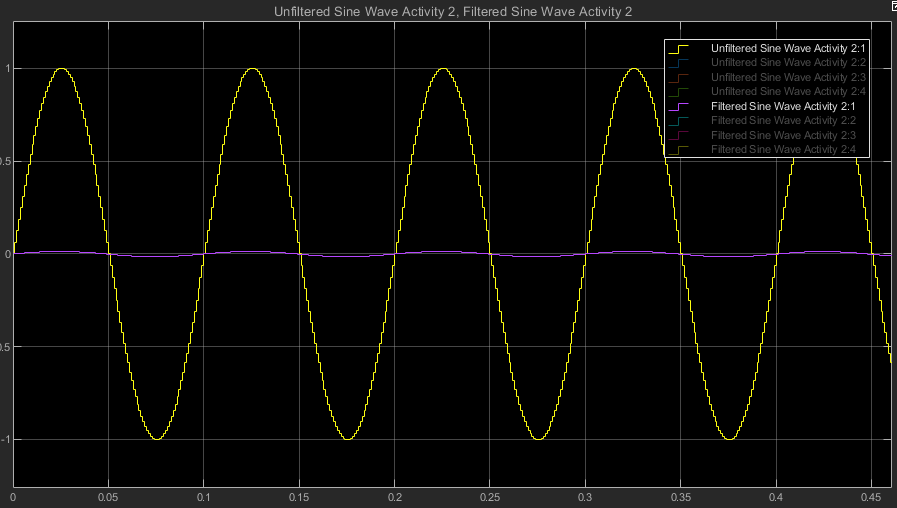 Unfiltered Sine Wave Activity 2, Filtered Sine Wave Activity 2
Unfiltered Sine Wave Activity 2:1
Unfiltered Sine Wave Activity 2:2
Unfiltered Sine Wave Activity 2:3
Unfiltered Sine Wave Activity 2:4
Filtered Sine Wave Activity 2:1
Filtered Sine Wave Activity 2:2
Filtered Sine Wave Activity 2:3
Filtered Sine Wave Activity 2:4
1
0.5
0
0.5
-1
0 0.05 0.1 0.15 0.2 0.25 0.3 0.35 0.4 0.45